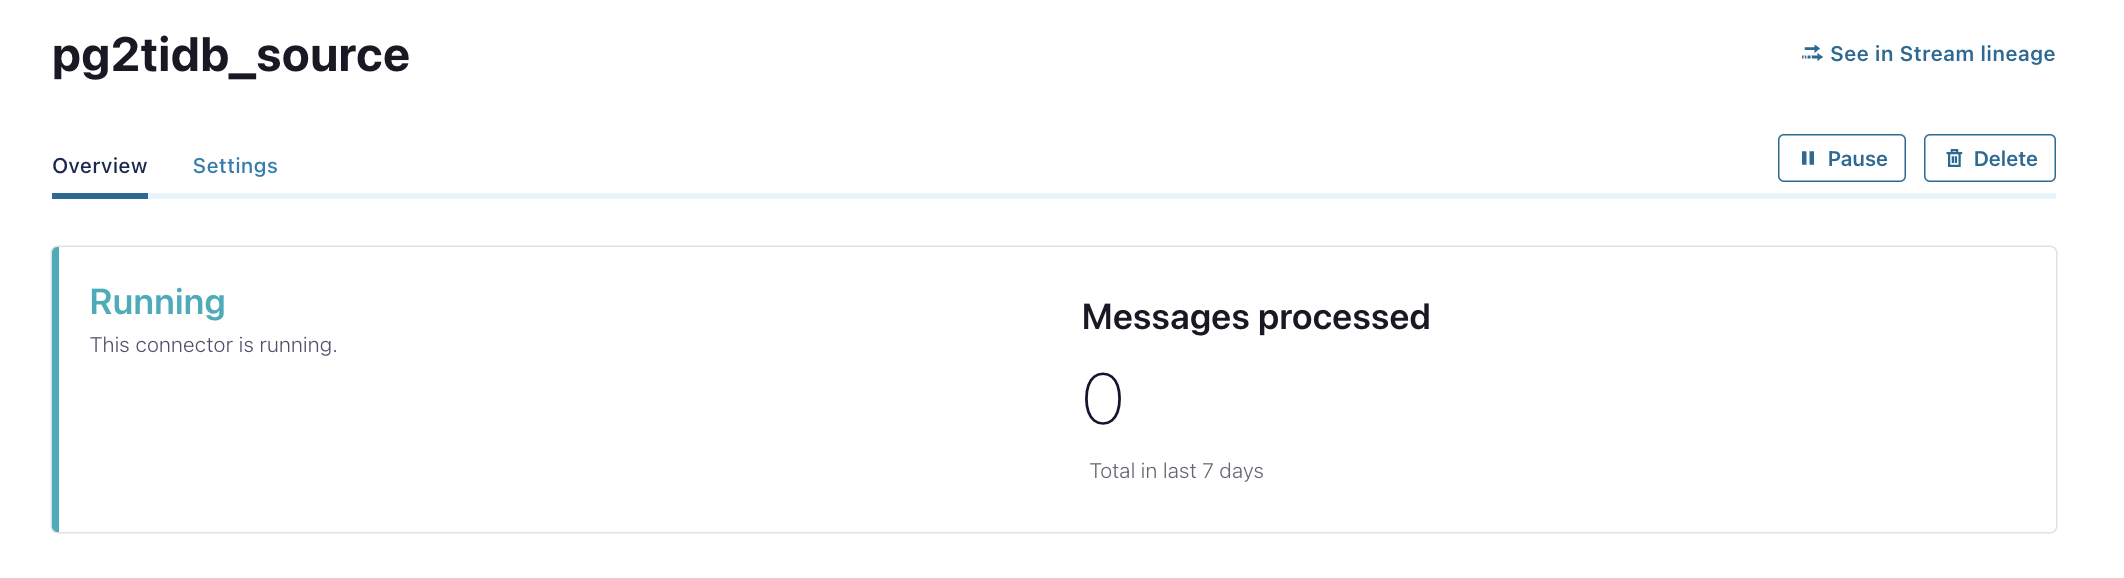 pg2tidb_source
See in Stream lineage
Overview
Settings
Pause
Delete
Running
This connector is running.
Messages processed
0
Total in last 7 days